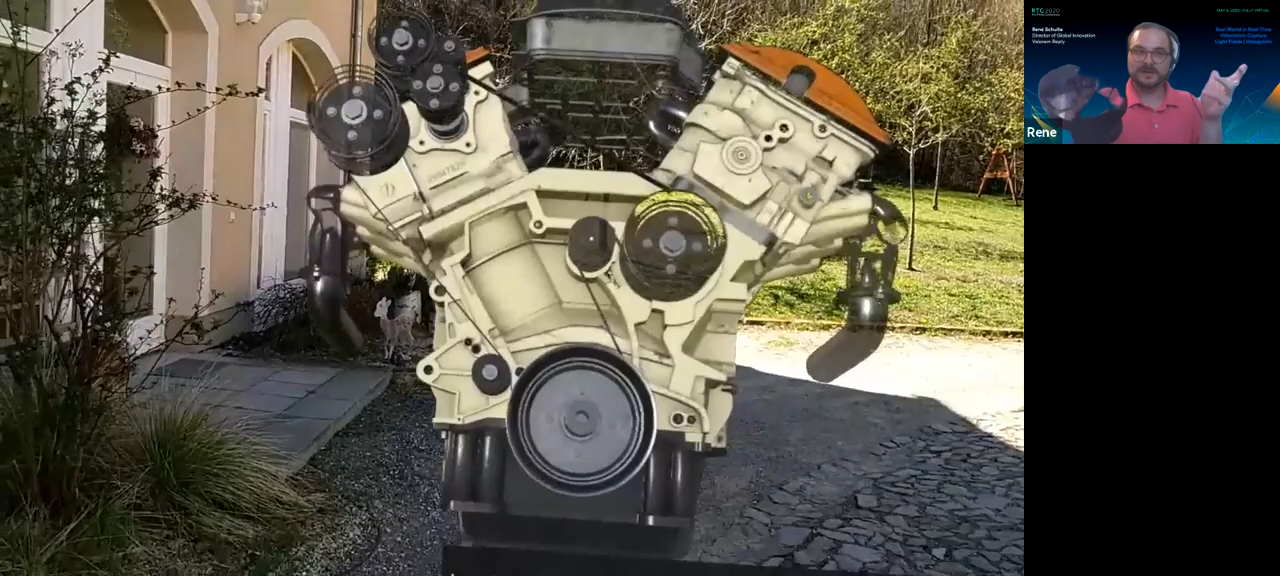 RTC 2020
René Schulte
Director of Global Innovation
Valorem Reply
Real World in Real Time
Volumetric Capture
Light Fields | Holograms
Rene